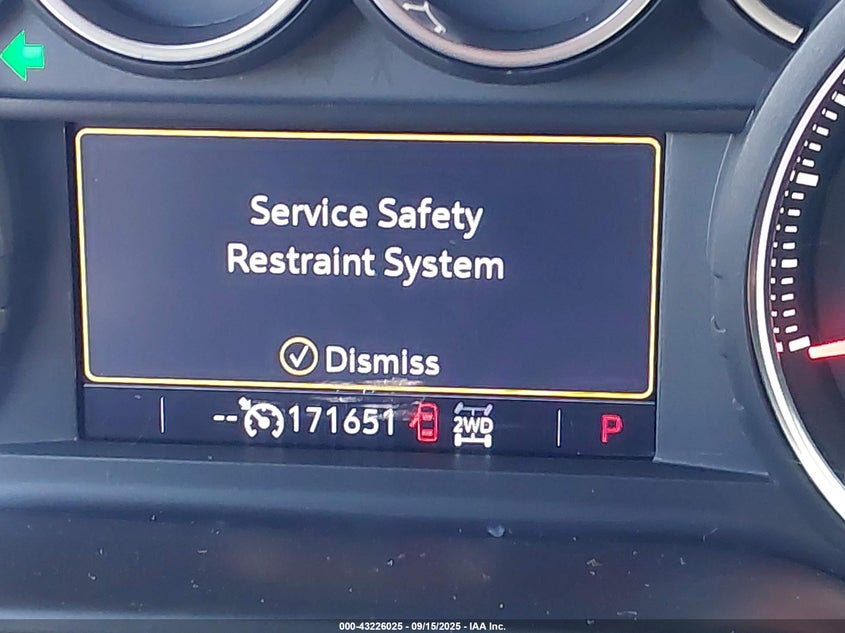 Service Safety
Restraint System
Dismiss
-- 171651 2WD P
000-43226025 - 09/15/2025 - IAA Inc.